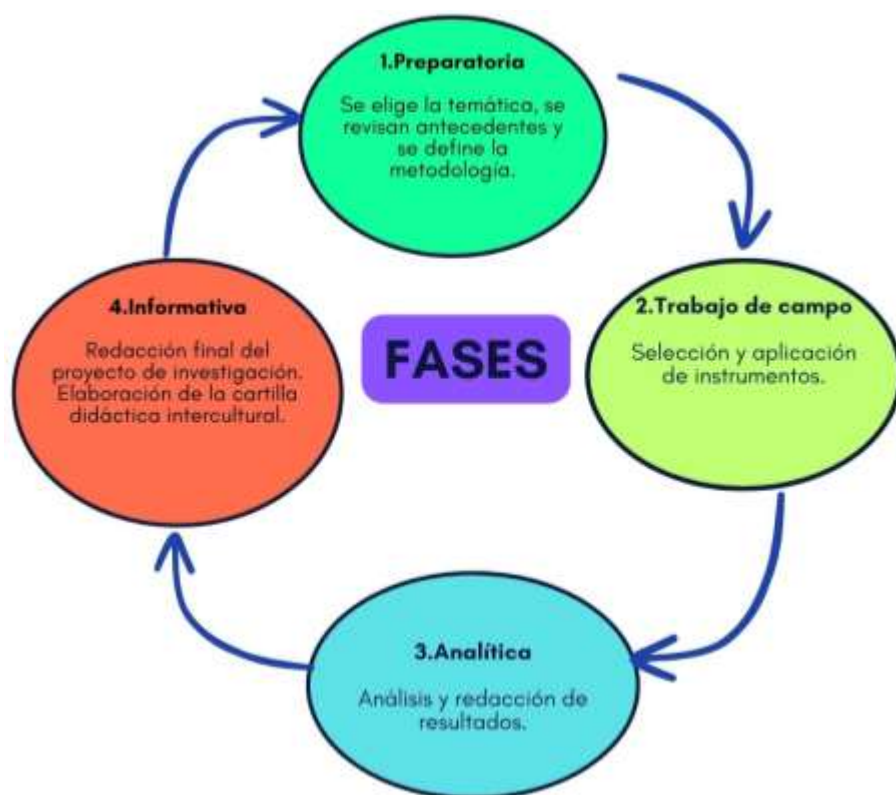 1.Preparatoria
Se elige la temática, se
revisan antecedentes y
se define la
metodología.
2.Trabajo de campo
Selección y aplicación
de instrumentos.
FASES
4.Informativa
Redacción final del
proyecto de investigación.
Elaboración de la cartilla
didáctica intercultural.
3.Analítica
Análisis y redacción de
resultados.